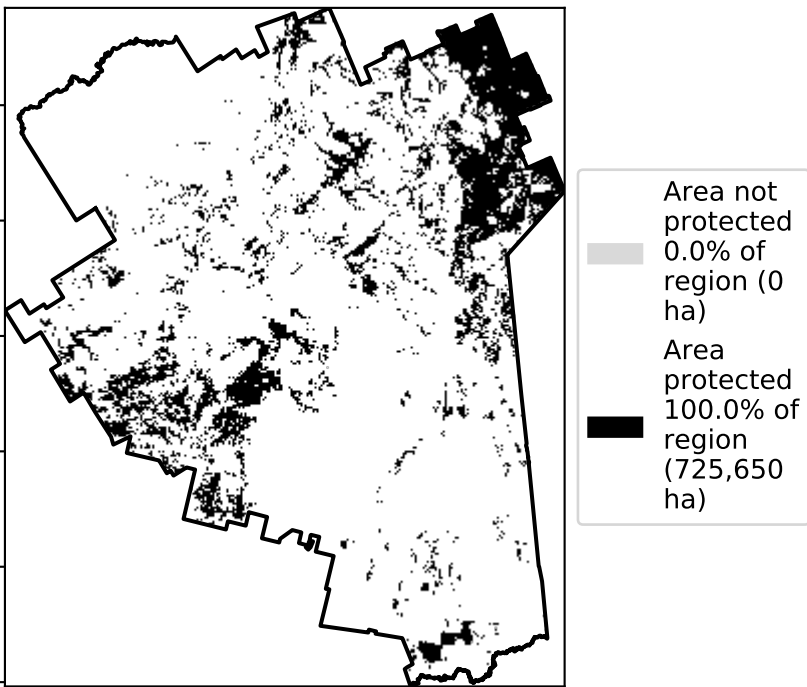 Area not
protected
0.0% of
region (0
ha)
Area
protected
100.0% of
region
(725,650
ha)